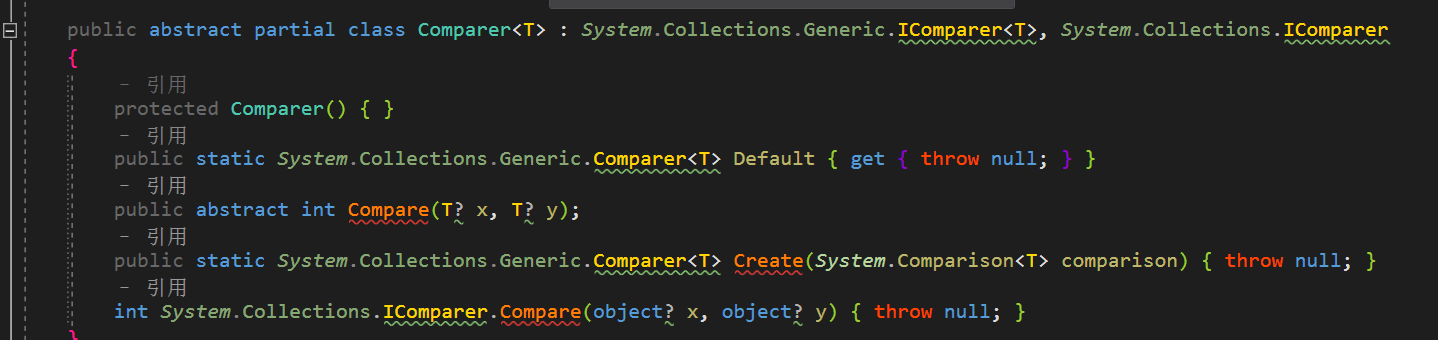 public abstract partial class Comparer<T> : System.Collections.Generic.IComparer<T>, System.Collections.IComparer
{
- 引用
protected Comparer() { }
- 引用
public static System.Collections.Generic.Comparer<T> Default { get { throw null; } }
- 引用
public abstract int Compare(T? x, T? y);
- 引用
public static System.Collections.Generic.Comparer<T> Create(System.Comparison<T> comparison) { throw null; }
- 引用
int System.Collections.IComparer.Compare(object? x, object? y) { throw null; }
}